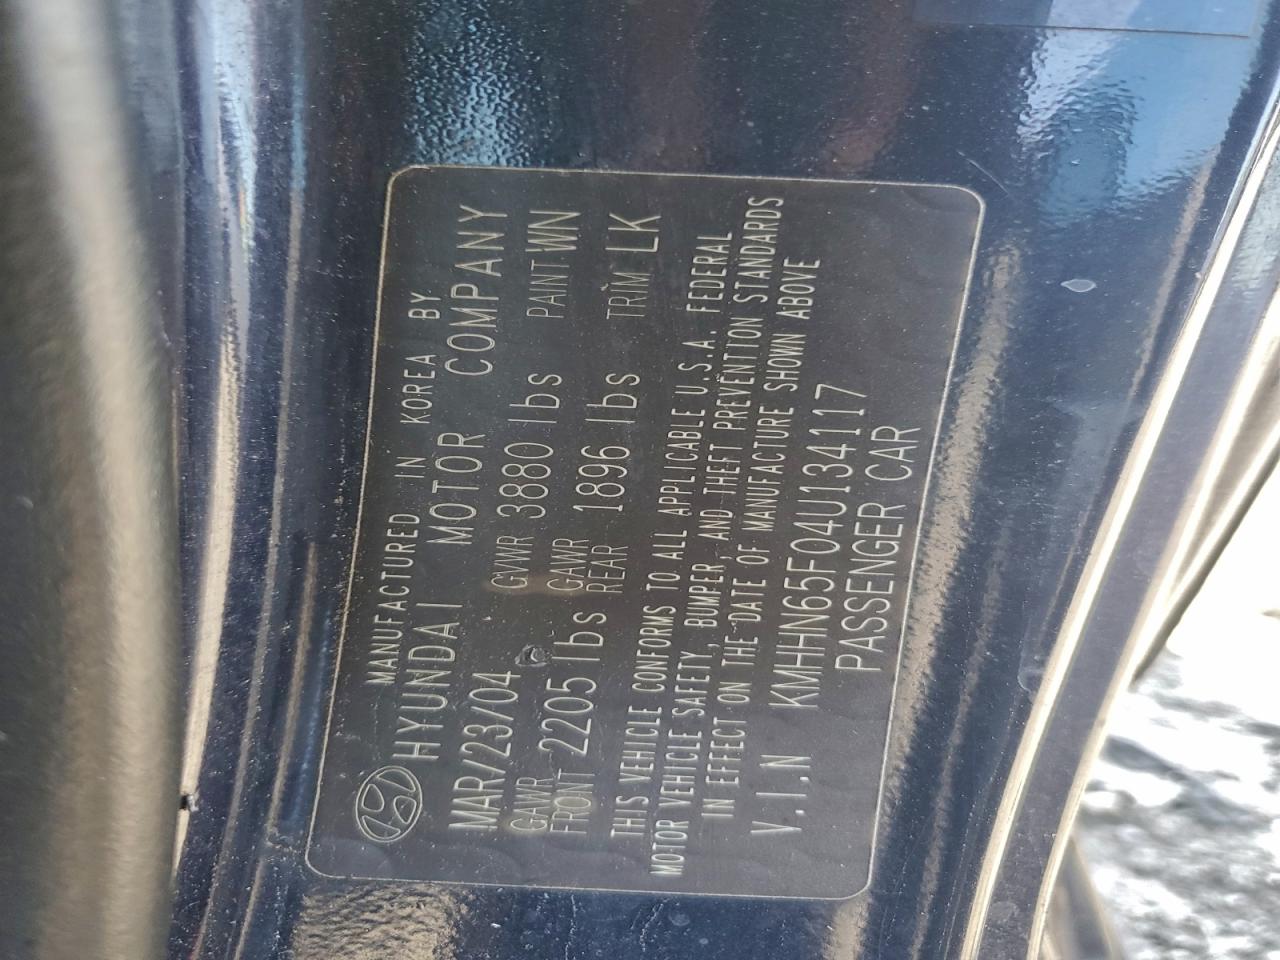 MANUFACTURED IN KOREA BY
HYUNDAI MOTOR COMPANY
MAR/23/04 GVWR 3880 lbs PAINT WN
GAWR FRONT 2205 lbs GAWR REAR 1896 lbs TRIM LK
THIS VEHICLE CONFORMS TO ALL APPLICABLE U.S.A. FEDERAL
MOTOR VEHICLE SAFETY, BUMPER, AND THEFT PREVENTION STANDARDS
IN EFFECT ON THE DATE OF MANUFACTURE SHOWN ABOVE
V.I.N KMHHN65F04U134117
PASSENGER CAR